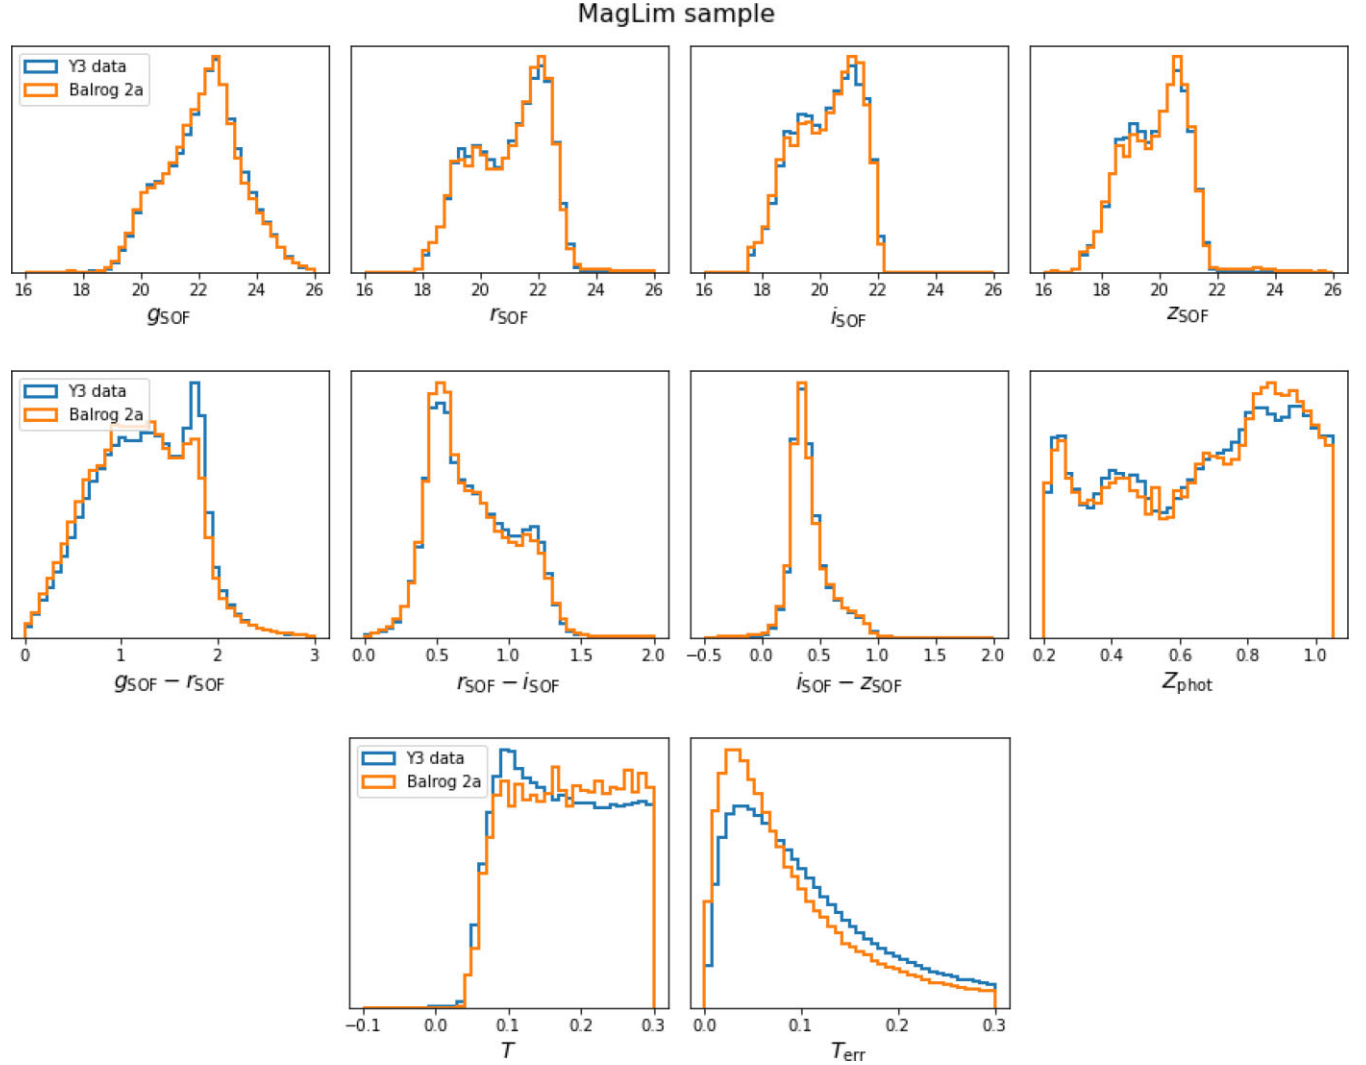 MagLim sample
Y3 data
Balrog 2a
16 18 20 22 24 26
16 18 20 22 24 26
16 18 20 22 24 26
16 18 20 22 24 26
g_SOF
r_SOF
i_SOF
z_SOF
Y3 data
Balrog 2a
0 1 2 3
0.0 0.5 1.0 1.5 2.0
−0.5 0.0 0.5 1.0 1.5 2.0
0.2 0.4 0.6 0.8 1.0
g_SOF − r_SOF
r_SOF − i_SOF
i_SOF − z_SOF
Z_phot
Y3 data
Balrog 2a
−0.1 0.0 0.1 0.2 0.3
0.0 0.1 0.2 0.3
T
T_err